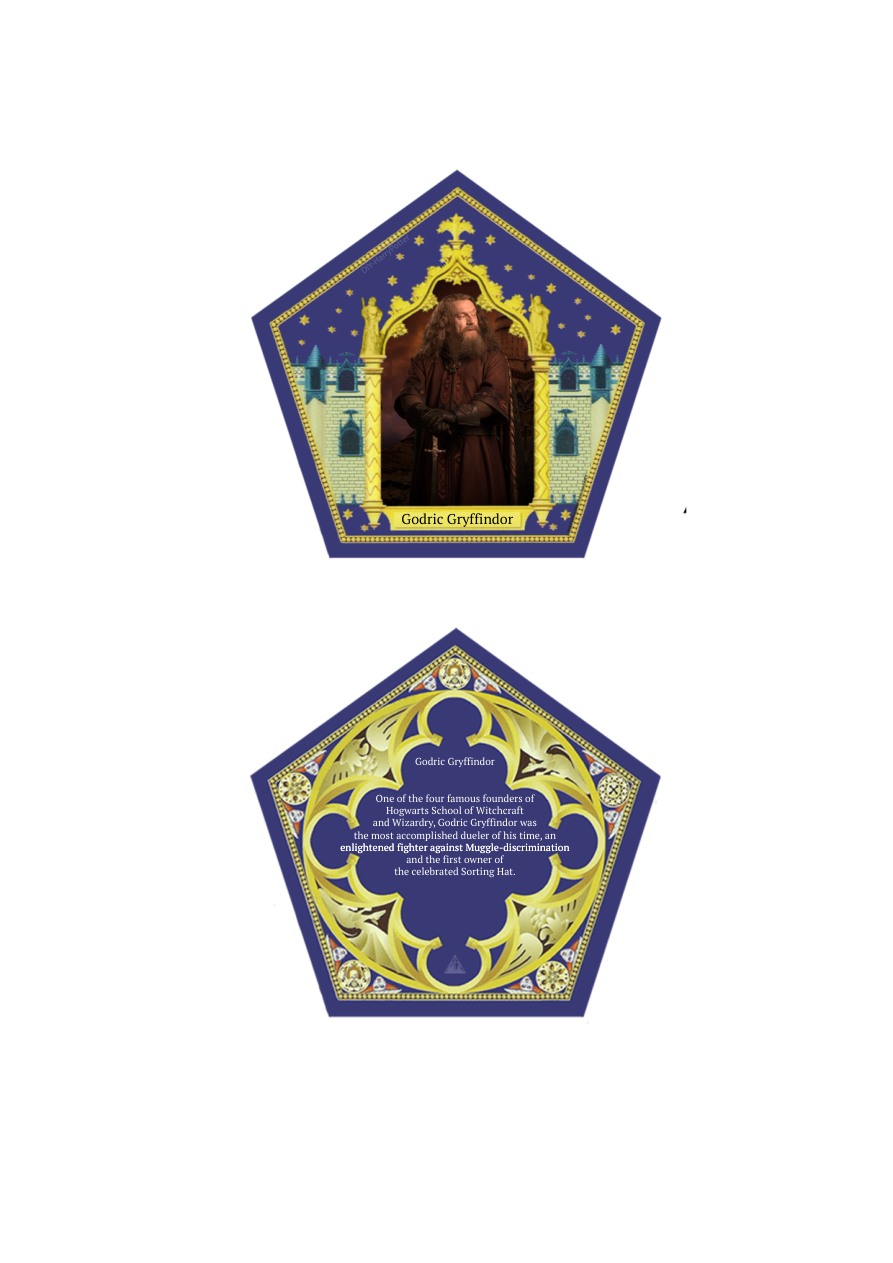 Godric Gryffindor
Godric Gryffindor
One of the four famous founders of
Hogwarts School of Witchcraft
and Wizardry, Godric Gryffindor was
the most accomplished dueler of his time, an
enlightened fighter against Muggle-discrimination
and the first owner of
the celebrated Sorting Hat.